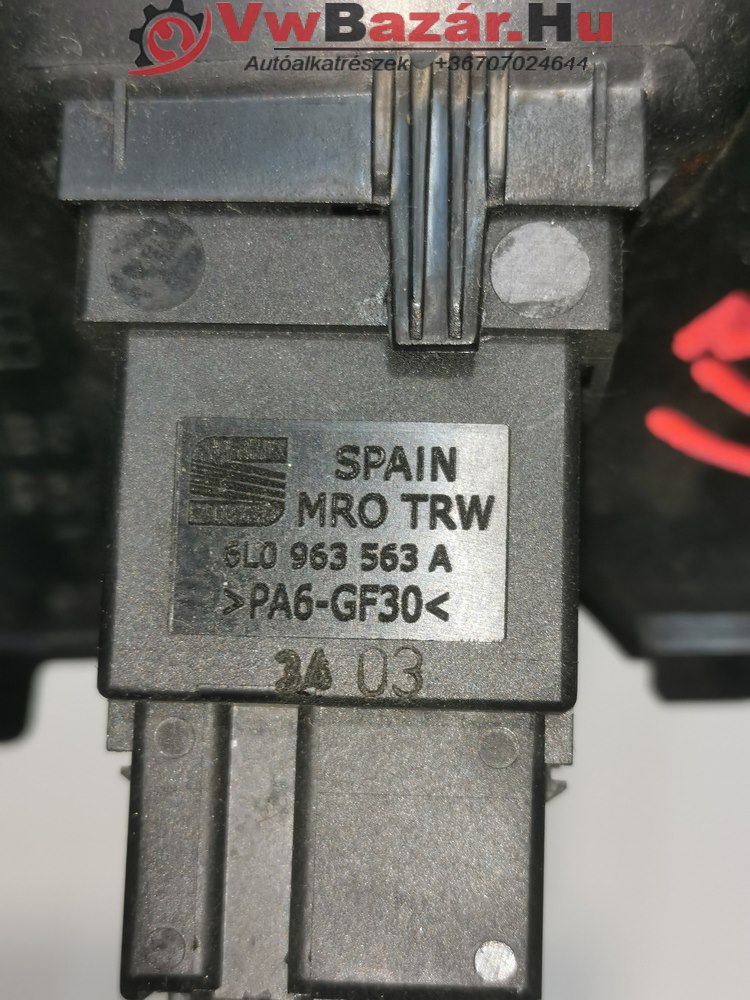 VwBazár.Hu
Autóalkatrészek +36707024644
SPAIN
MRO TRW
6L0 963 563 A
>PA6-GF30<
03